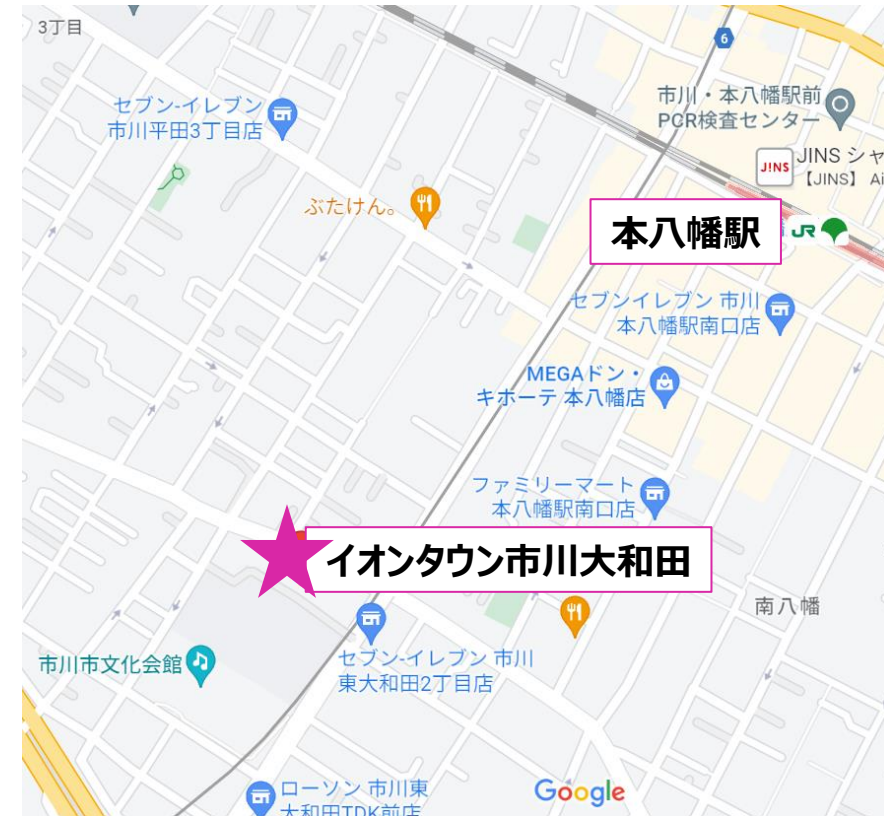 3丁目
6
セブン-イレブン
市川平田3丁目店
市川・本八幡駅前
PCR検査センター
J!NS
JINS シャ
【JINS】 Ai
ぶたけん。
本八幡駅
JR
セブンイレブン 市川
本八幡駅南口店
MEGAドン・
キホーテ 本八幡店
ファミリーマート
本八幡駅南口店
イオンタウン市川大和田
南八幡
市川市文化会館
セブン-イレブン 市川
東大和田2丁目店
Google
ローソン 市川東
大和田TDK前店